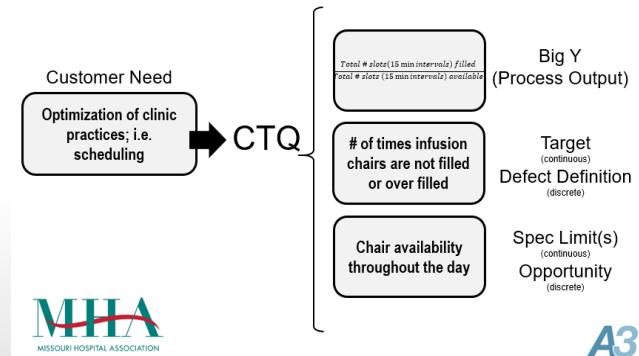 Customer Need
Optimization of clinic
practices; i.e.
scheduling
CTQ
Total # slots(15 min intervals) filled
Total # slots (15 min intervals) available
Big Y
(Process Output)
# of times infusion
chairs are not filled
or over filled
Target
(continuous)
Defect Definition
(discrete)
Chair availability
throughout the day
Spec Limit(s)
(continuous)
Opportunity
(discrete)
MHA
MISSOURI HOSPITAL ASSOCIATION
A3